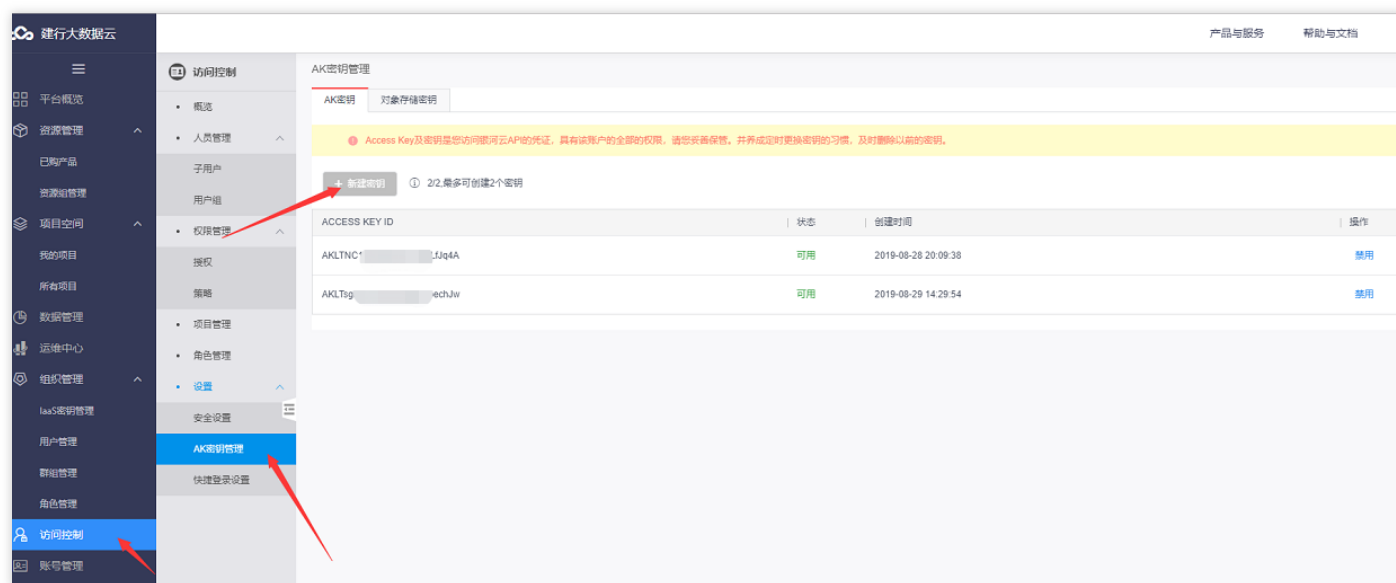 建行大数据云
产品与服务
帮助与文档
平台概览
资源管理
已购产品
资源组管理
项目空间
我的项目
所有项目
数据管理
运维中心
组织管理
IaaS密钥管理
用户管理
群组管理
角色管理
访问控制
账号管理
访问控制
概览
人员管理
子用户
用户组
权限管理
授权
策略
项目管理
角色管理
设置
安全设置
AK密钥管理
快捷登录设置
AK密钥管理
AK密钥 对象存储密钥
Access Key及密钥是您访问银河云API的凭证，具有该账户的全部的权限，请您妥善保管。并养成定时更换密钥的习惯，及时删除以前的密钥。
+ 新建密钥 2/2,最多可创建2个密钥
ACCESS KEY ID 状态 创建时间 操作
AKLTNC1 LfJq4A 可用 2019-08-28 20:09:38 禁用
AKLTsg echJw 可用 2019-08-29 14:29:54 禁用